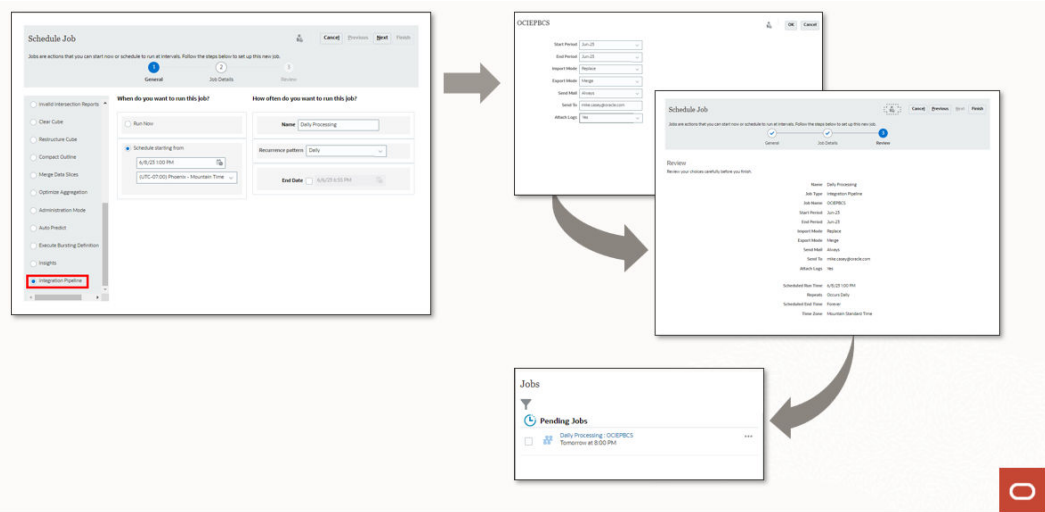 Schedule Job
Cancel Previous Next Finish
Jobs are actions that you can start now or schedule to run at intervals. Follow the steps below to set up this new job.
1 2 3
General Job Details Review
Invalid Intersection Reports
Clear Cube
Restructure Cube
Compact Outline
Merge Data Slices
Optimize Aggregation
Administration Mode
Auto Predict
Execute Bursting Definition
Insights
Integration Pipeline
When do you want to run this job?
Run Now
Schedule starting from
6/8/23 1:00 PM
(UTC-07:00) Phoenix - Mountain Time
How often do you want to run this job?
Name Daily Processing
Recurrence pattern Daily
End Date
OCIEPBCS
OK Cancel
Start Period Jun-23
End Period Jun-23
Import Mode Replace
Export Mode Merge
Send Mail Always
Send To mike.casey@oracle.com
Attach Logs Yes
Schedule Job
Cancel Previous Next Finish
Jobs are actions that you can start now or schedule to run at intervals. Follow the steps below to set up this new job.
3
General Job Details Review
Review
Review your choices carefully before you finish.
Name Daily Processing
Job Type Integration Pipeline
Job Name OCIEPBCS
Start Period Jun-23
End Period Jun-23
Import Mode Replace
Export Mode Merge
Send Mail Always
Send To mike.casey@oracle.com
Attach Logs Yes
Scheduled Run Time 6/8/23 1:00 PM
Repeats Occurs Daily
Scheduled End Time Forever
Time Zone Mountain Standard Time
Jobs
Pending Jobs
Daily Processing : OCIEPBCS
Tomorrow at 8:00 PM